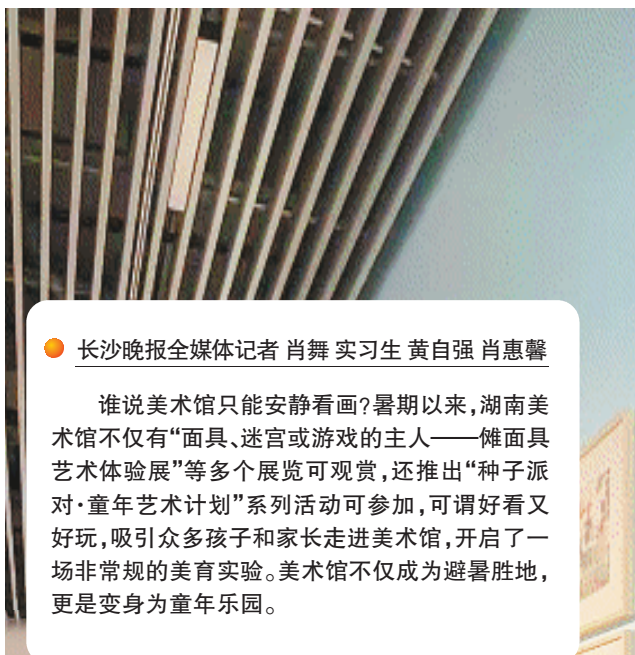 长沙晚报全媒体记者 肖舞 实习生 黄自强 肖惠馨
谁说美术馆只能安静看画?暑期以来,湖南美
术馆不仅有“面具、迷宫或游戏的主人——傩面具
艺术体验展”等多个展览可观赏,还推出“种子派
对·童年艺术计划”系列活动可参加,可谓好看又
好玩,吸引众多孩子和家长走进美术馆,开启了一
场非常规的美育实验。美术馆不仅成为避暑胜地,
更是变身为童年乐园。